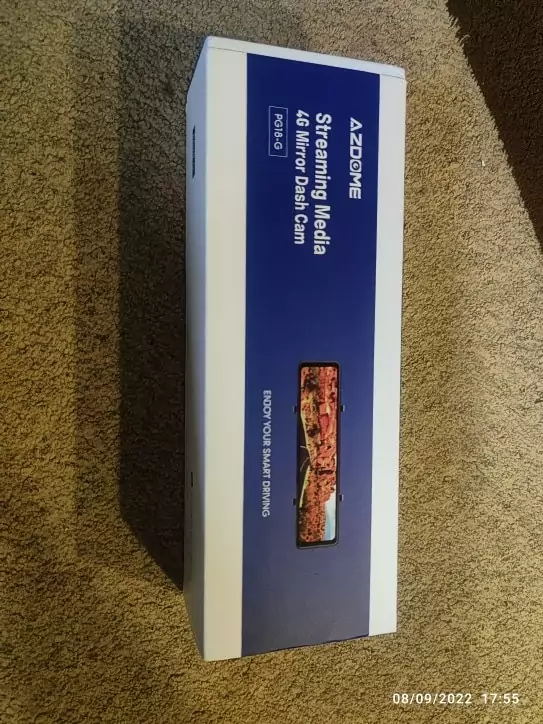 AZDOME
Streaming Media
4G Mirror Dash Cam
PG18-G
ENJOY YOUR SMART DRIVING
08/09/2022 17:55